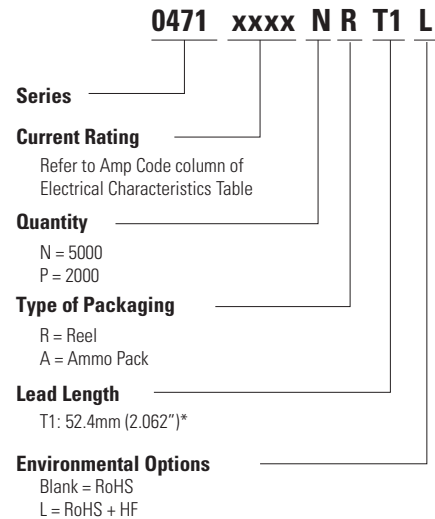 0471 xxxx N R T1 L
Series
Current Rating
Refer to Amp Code column of
Electrical Characteristics Table
Quantity
N = 5000
P = 2000
Type of Packaging
R = Reel
A = Ammo Pack
Lead Length
T1: 52.4mm (2.062″)*
Environmental Options
Blank = RoHS
L = RoHS + HF